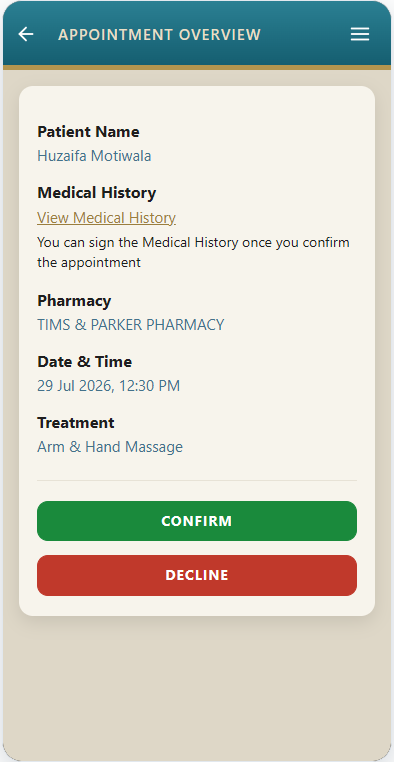 APPOINTMENT OVERVIEW
Patient Name
Huzaifa Motiwala
Medical History
View Medical History
You can sign the Medical History once you confirm
the appointment
Pharmacy
TIMS & PARKER PHARMACY
Date & Time
29 Jul 2026, 12:30 PM
Treatment
Arm & Hand Massage
CONFIRM
DECLINE